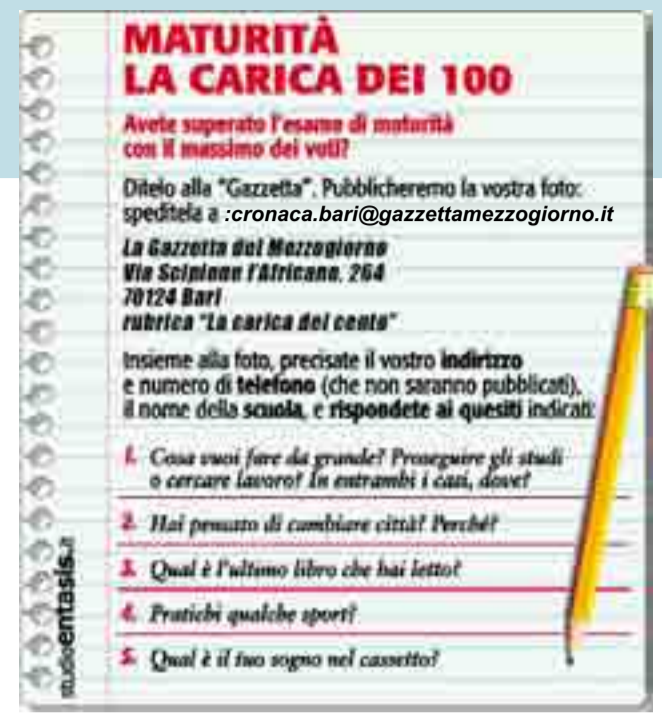 MATURITÀ
LA CARICA DEI 100
Avete superato l'esame di maturità
con il massimo dei voti?
Ditelo alla "Gazzetta". Pubblicheremo la vostra foto:
speditela a :cronaca.bari@gazzettamezzogiorno.it
La Gazzetta del Mezzogiorno
Via Scipione l'Africano, 264
70124 Bari
rubrica "La carica dei cento"
Insieme alla foto, precisate il vostro indirizzo
e numero di telefono (che non saranno pubblicati),
il nome della scuola, e rispondete ai quesiti indicati:
1. Cosa vuoi fare da grande? Proseguire gli studi
o cercare lavoro? In entrambi i casi, dove?
2. Hai pensato di cambiare città? Perché?
3. Qual è l'ultimo libro che hai letto?
4. Pratichi qualche sport?
5. Qual è il tuo sogno nel cassetto?
studioentasis.it